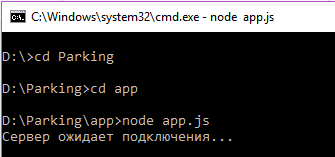 C:\Windows\system32\cmd.exe - node app.js
D:\>cd Parking
D:\Parking>cd app
D:\Parking\app>node app.js
Сервер ожидает подключения...